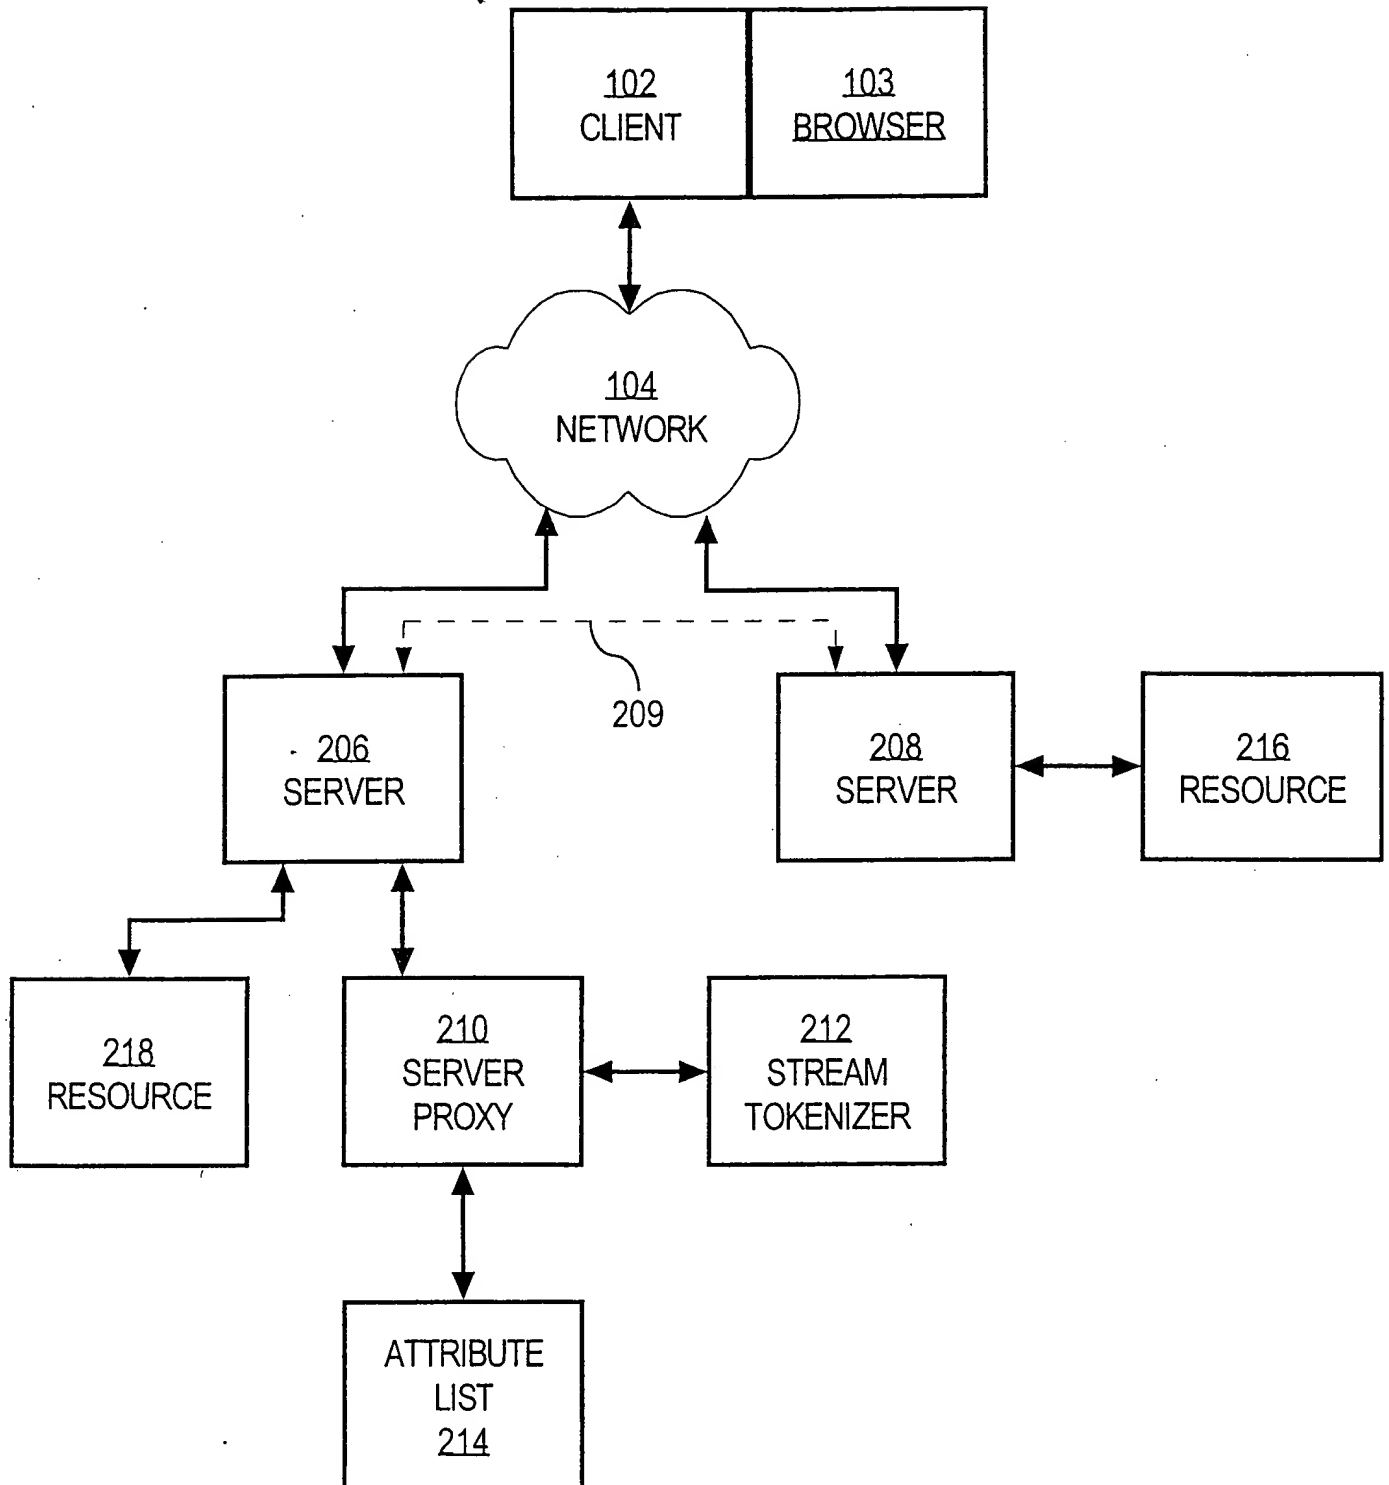 102
CLIENT
103
BROWSER
104
NETWORK
209
206
SERVER
208
SERVER
216
RESOURCE
218
RESOURCE
210
SERVER
PROXY
212
STREAM
TOKENIZER
ATTRIBUTE
LIST
214